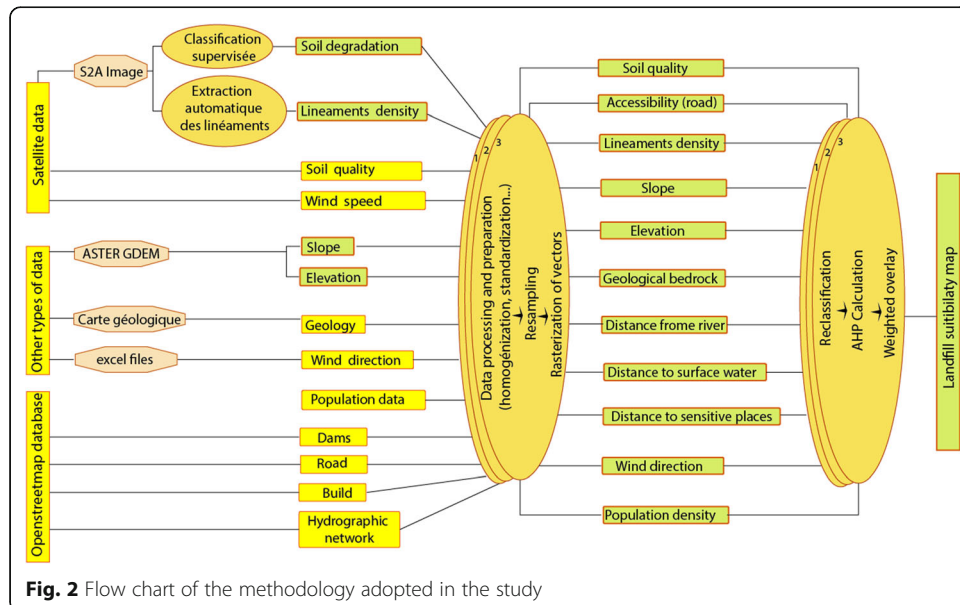 Satellite data
S2A Image
Classification
supervisée
Soil degradation
Extraction
automatique
des linéaments
Lineaments density
Soil quality
Wind speed
Other types of data
ASTER GDEM
Slope
Elevation
Carte géologique
Geology
excel files
Wind direction
Openstreetmap database
Population data
Dams
Road
Build
Hydrographic
network
1
2
3
Data processing and preparation
(homogénization, standardization...)
Resampling
Rasterization of vectors
Soil quality
Accessibility (road)
Lineaments density
Slope
Elevation
Geological bedrock
Distance frome river
Distance to surface water
Distance to sensitive places
Wind direction
Population density
1
2
3
Reclassification
AHP Calculation
Weighted overlay
Landfill suitibilaty map
Fig. 2 Flow chart of the methodology adopted in the study